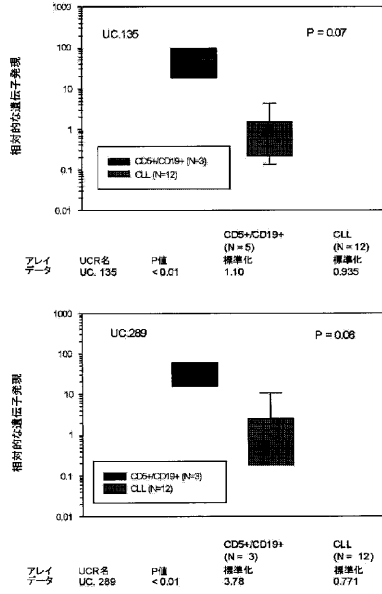 1000
UC.135
P = 0.07
100
10
1
0.1
0.01
相対的な遺伝子発現
CD5+/CD19+ (N=3)
CLL (N=12)
CD5+/CD19+ CLL
(N = 5) (N = 12)
アレイ UCR名 P値 標準化 標準化
データ UC. 135 <0.01 1.10 0.935
1000
UC.289
P = 0.06
100
10
1
0.1
0.01
相対的な遺伝子発現
CD5+/CD19+ (N=3)
CLL (N=12)
CD5+/CD19+ CLL
(N = 3) (N = 12)
アレイ UCR名 P値 標準化 標準化
データ UC. 289 <0.01 3.78 0.771